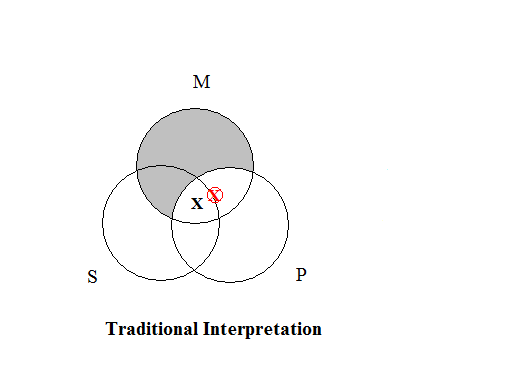 M
X X
S P
Traditional Interpretation